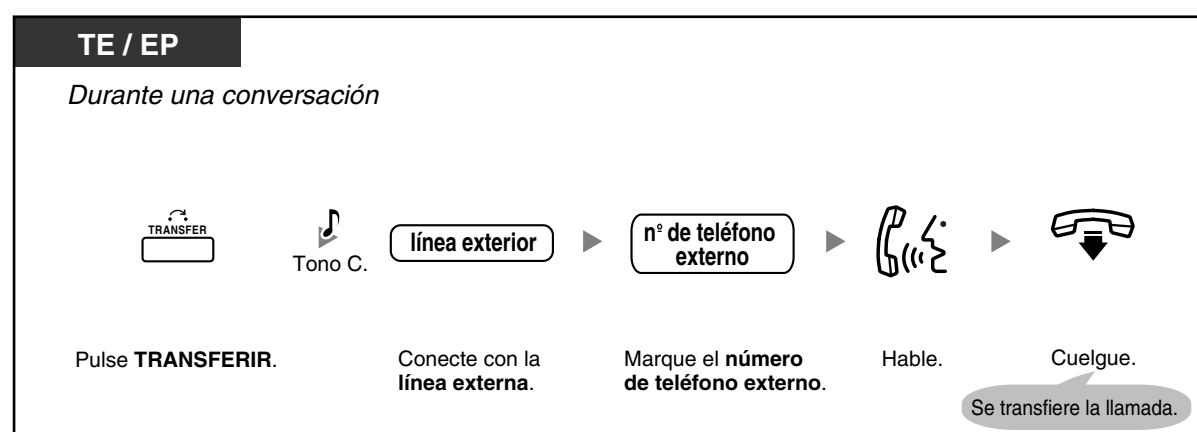 TE / EP
Durante una conversación
TRANSFER
Tono C.
línea exterior
nº de teléfono
externo
Pulse TRANSFERIR.
Conecte con la
línea externa.
Marque el número
de teléfono externo.
Hable.
Cuelgue.
Se transfiere la llamada.